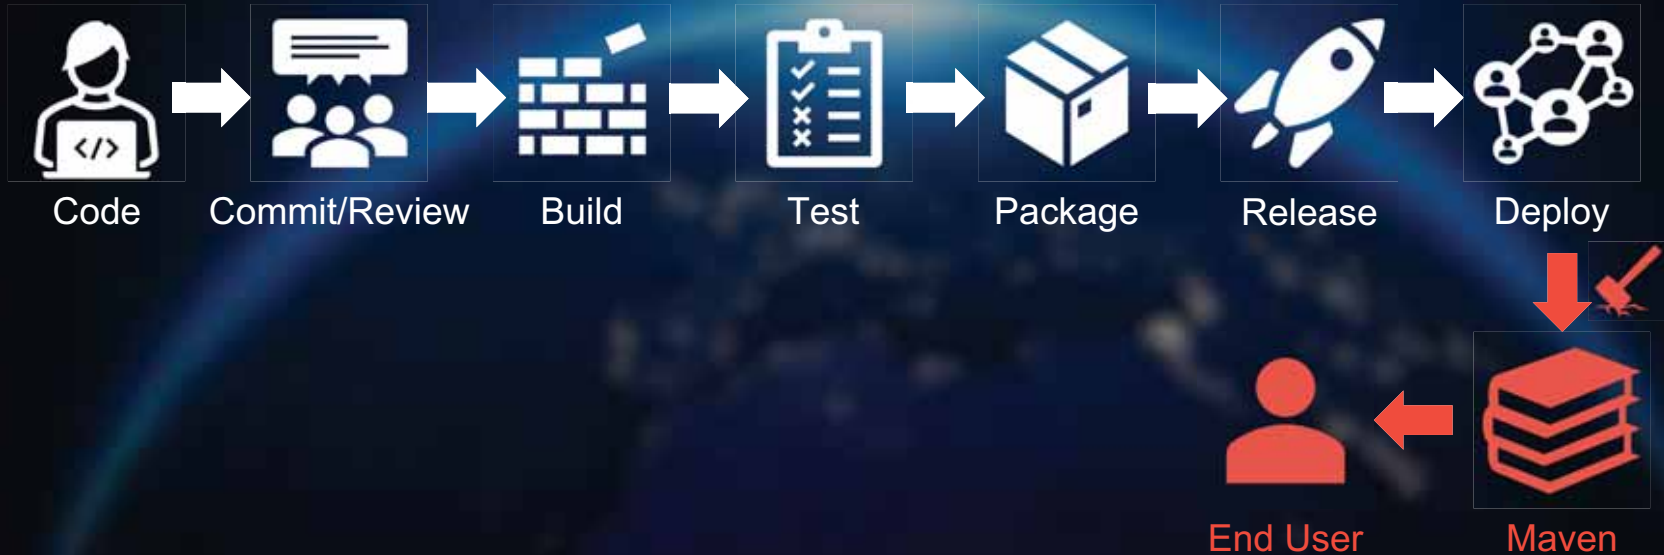 </>
Code
Commit/Review
Build
Test
Package
Release
Deploy
End User
Maven